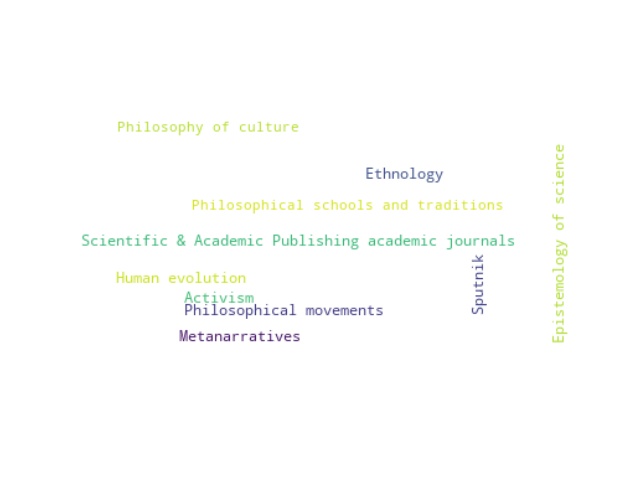 Philosophy of culture
Ethnology
Philosophical schools and traditions
Scientific & Academic Publishing academic journals
Human evolution
Activism
Philosophical movements
Metanarratives
Sputnik
Epistemology of science